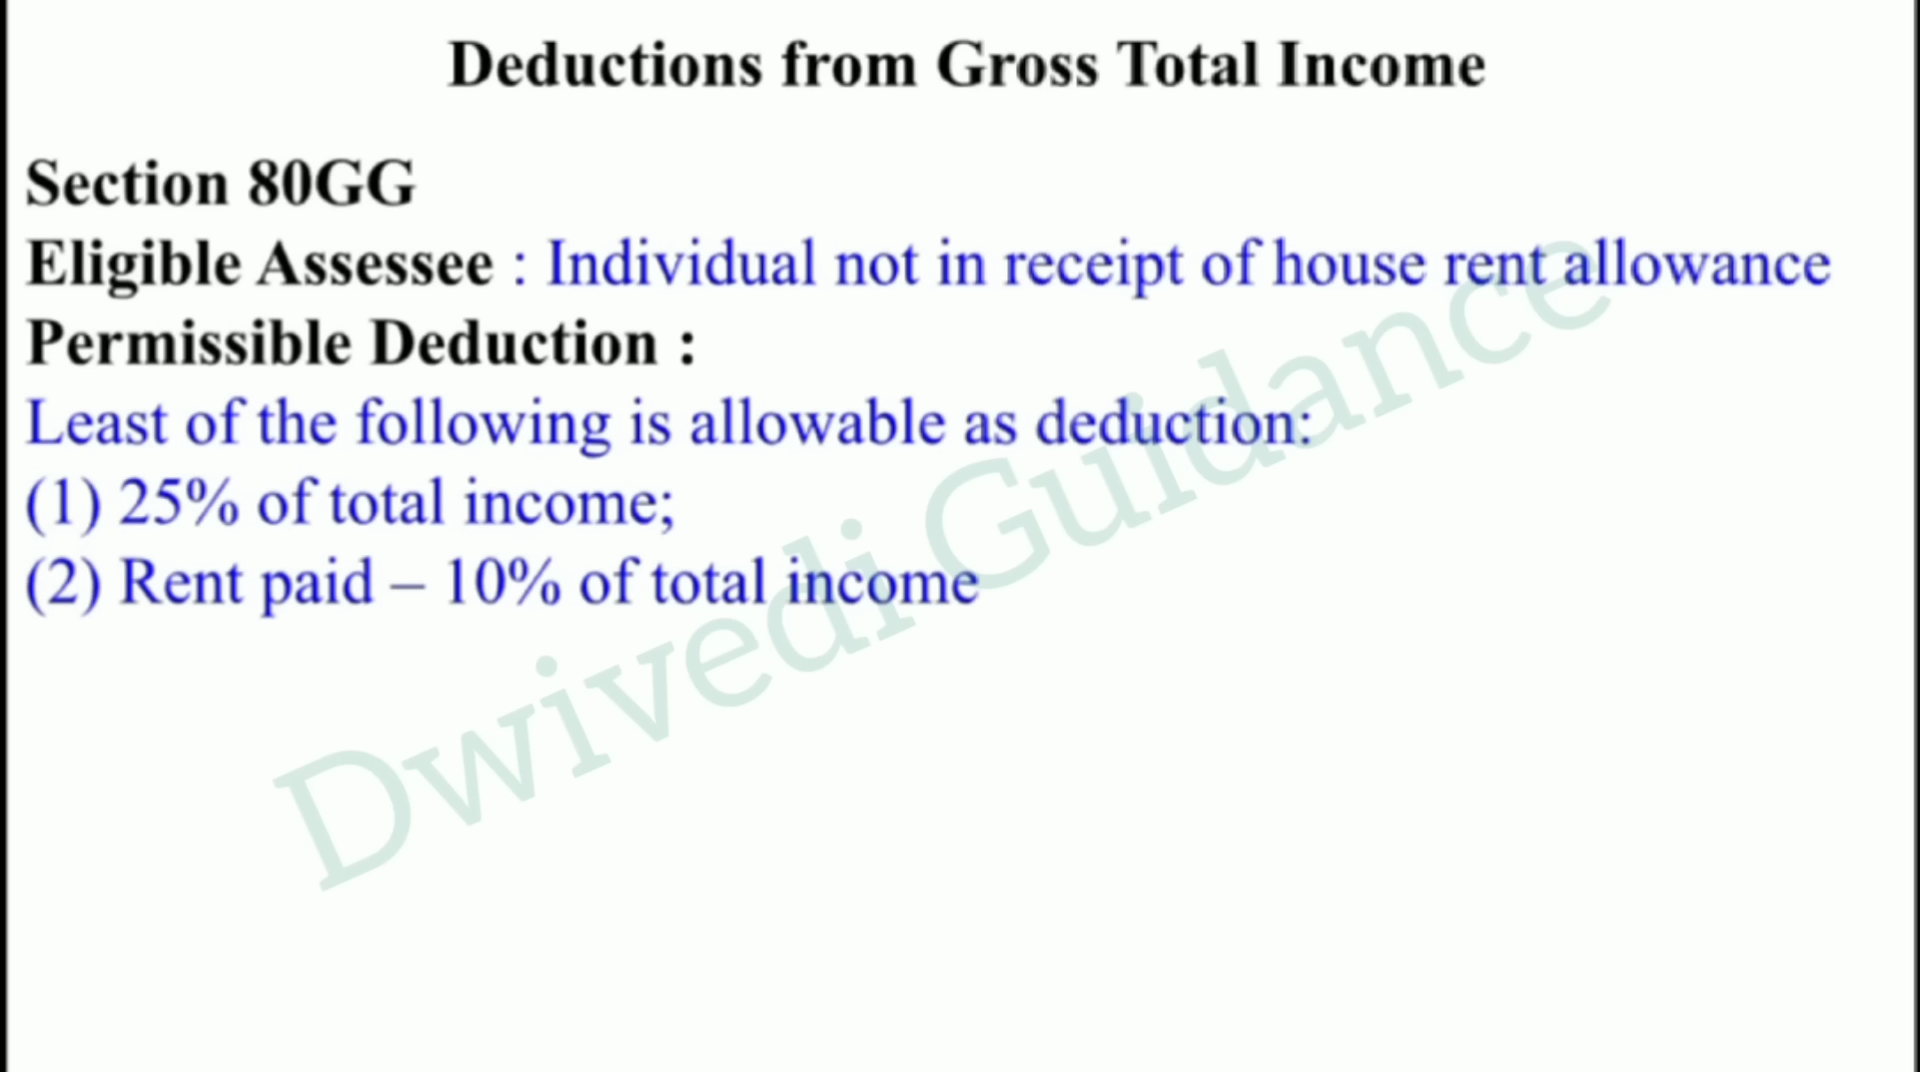 Deductions from Gross Total Income
Section 80GG
Eligible Assessee : Individual not in receipt of house rent allowance
Permissible Deduction :
Least of the following is allowable as deduction:
(1) 25% of total income;
(2) Rent paid – 10% of total income
Dwivedi Guidance